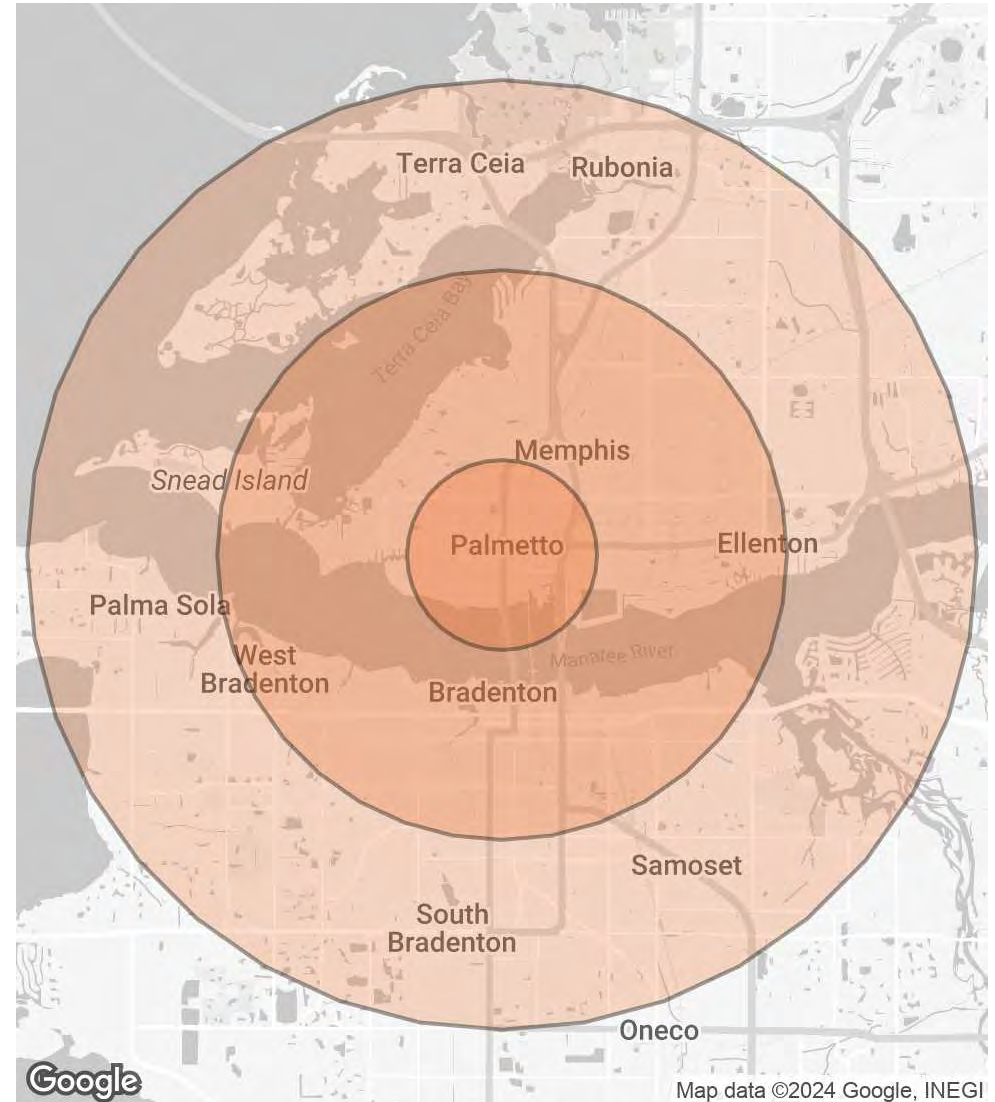 Terra Ceia
Rubonia
Terra Ceia Bay
Memphis
Snead Island
Palmetto
Ellenton
Palma Sola
West
Bradenton
Manatee River
Bradenton
Samoset
South
Bradenton
Oneco
Google
Map data ©2024 Google, INEGI